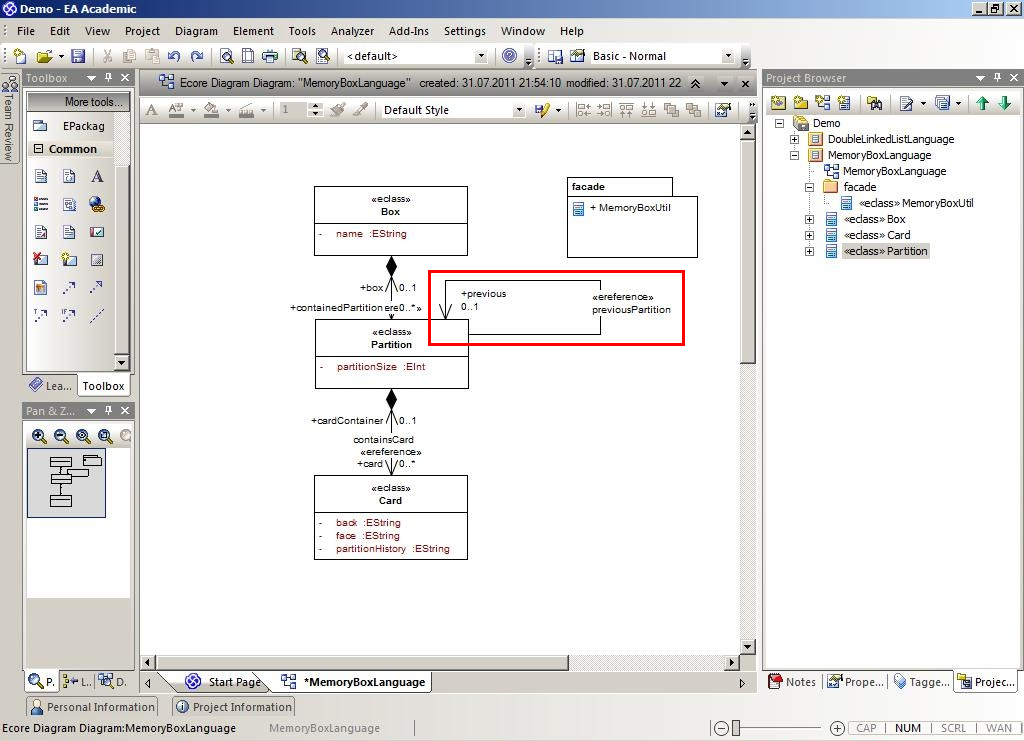 Demo - EA Academic
File Edit View Project Diagram Element Tools Analyzer Add-Ins Settings Window Help
<default>
Basic - Normal
Team Review
Toolbox
More tools...
EPackag
Common
Lea...
Toolbox
Pan & Z...
P.
L..
D.
Ecore Diagram Diagram: "MemoryBoxLanguage" created: 31.07.2011 21:54:10 modified: 31.07.2011 22
1
Default Style
«eclass»
Box
- name :EString
facade
+ MemoryBoxUtil
+box
0..1
+containedPartition
ere0..*»
+previous
0..1
«ereference»
previousPartition
«eclass»
Partition
- partitionSize :EInt
+cardContainer
0..1
containsCard
«ereference»
+card
0..*
«eclass»
Card
- back :EString
- face :EString
- partitionHistory :EString
Start Page
*MemoryBoxLanguage
Project Browser
Demo
DoubleLinkedListLanguage
MemoryBoxLanguage
MemoryBoxLanguage
facade
«eclass» MemoryBoxUtil
«eclass» Box
«eclass» Card
«eclass» Partition
Notes
Prope...
Tagge...
Projec...
Personal Information
Project Information
Ecore Diagram Diagram:MemoryBoxLanguage
MemoryBoxLanguage
CAP NUM SCRL WAN